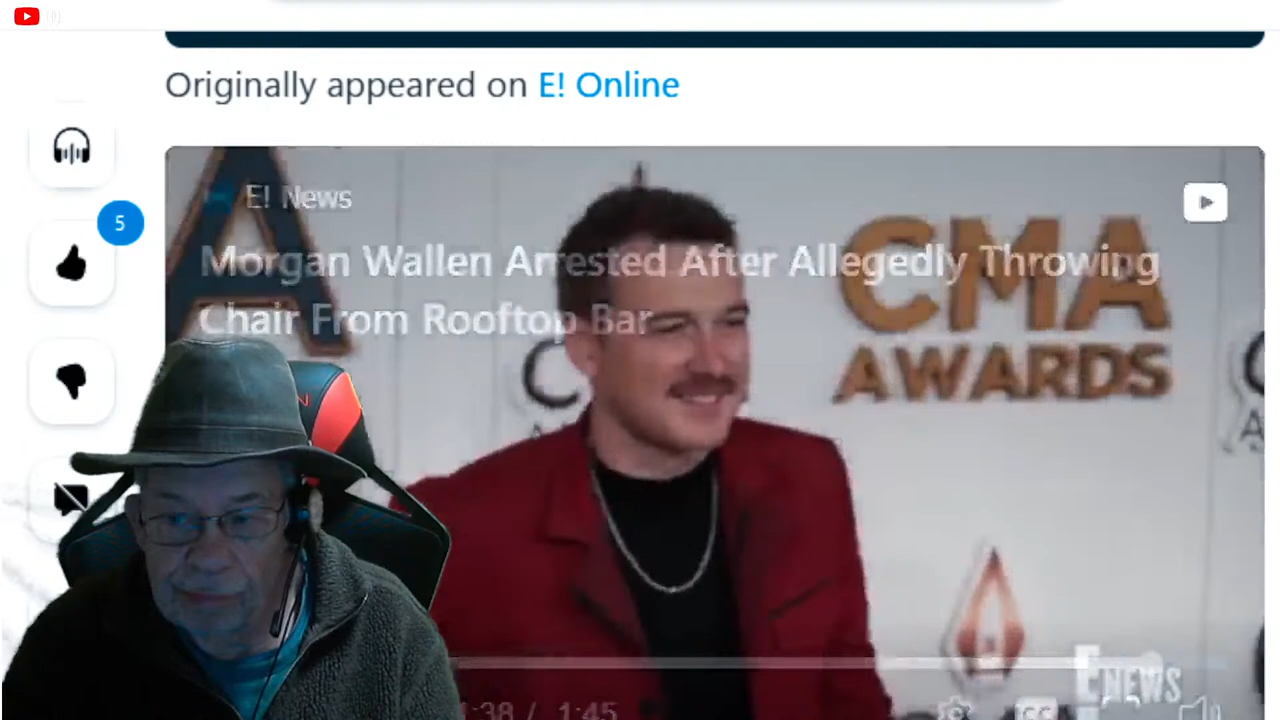 Originally appeared on E! Online
5
E! News
Morgan Wallen Arrested After Allegedly Throwing
Chair From Rooftop Bar
CMA
AWARDS
E NEWS
1:38 / 1:45
CC